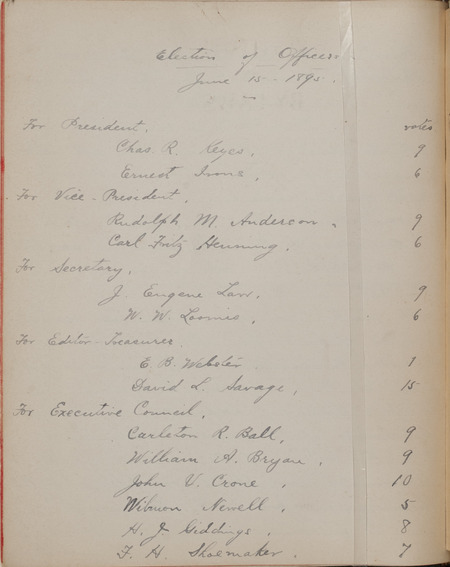 Election of Officers.
June 15 - 1895.
For President. votes
Chas. R. Keyes, 9
Ernest Irons, 6
For Vice-President,
Rudolph M. Anderson, 9
Carl Fritz Henning, 6
For Secretary,
J. Eugene Law, 9
W. W. Loomis, 6
For Editor-Treasurer.
E. B. Webster 1
David L. Savage, 15
For Executive Council,
Carleton R. Ball, 9
William A. Bryan, 9
John V. Crone, 10
Wilmon Newell, 5
H. J. Giddings, 8
F. H. Shoemaker. 7